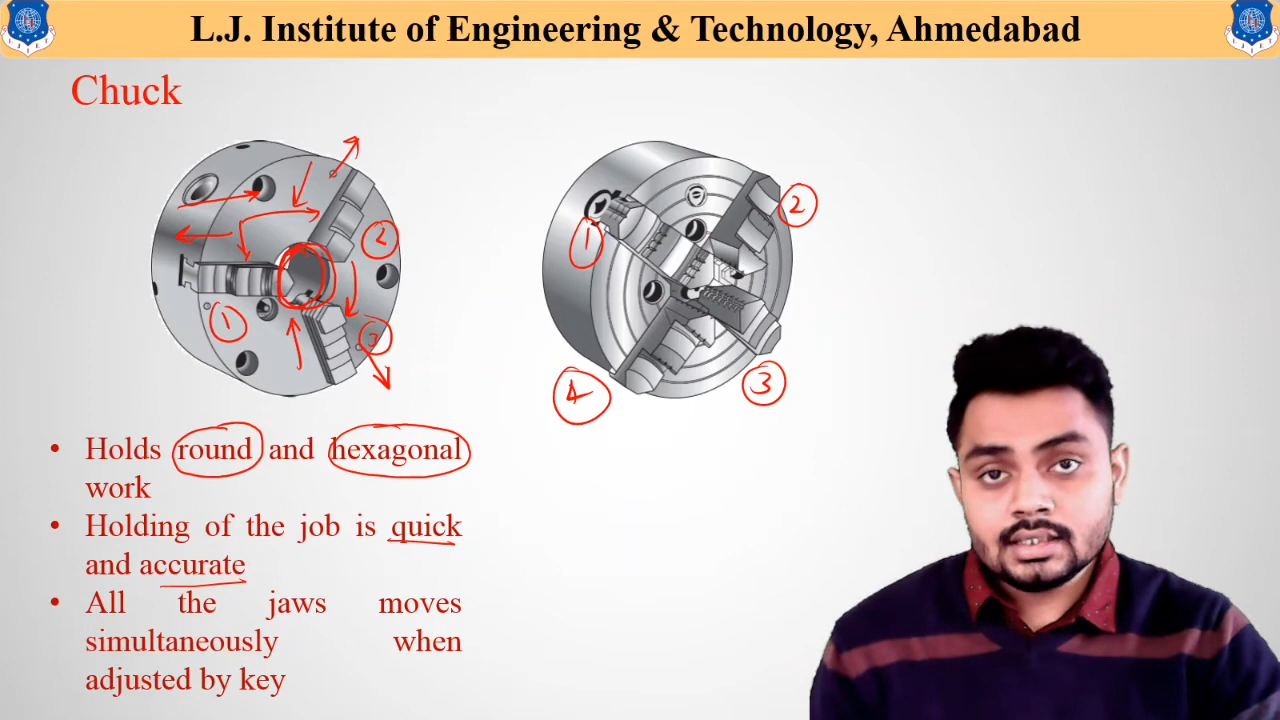 L.J. Institute of Engineering & Technology, Ahmedabad
Chuck
1
2
3
1
2
3
4
• Holds round and hexagonal
work
• Holding of the job is quick
and accurate
• All the jaws moves
simultaneously when
adjusted by key